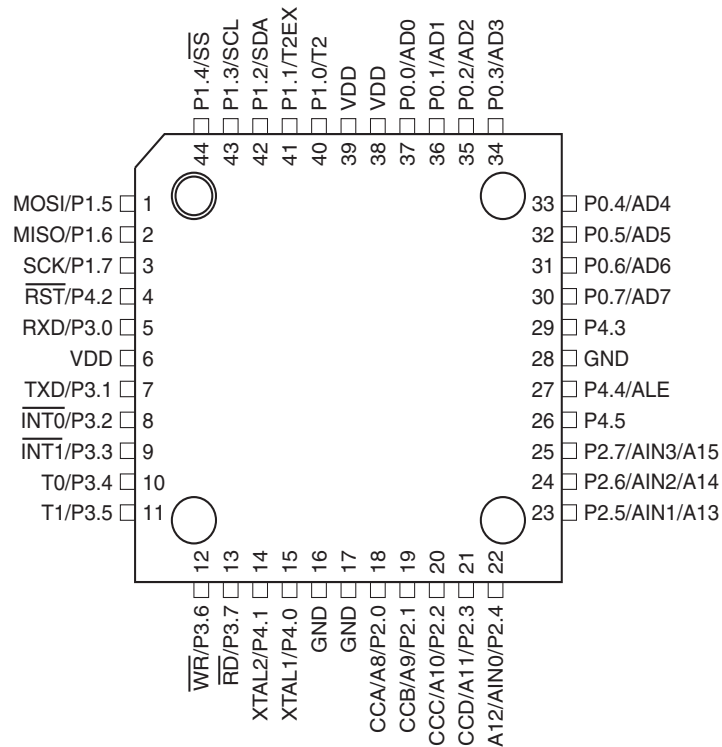 P1.4/S̅S̅
P1.3/SCL
P1.2/SDA
P1.1/T2EX
P1.0/T2
VDD
VDD
P0.0/AD0
P0.1/AD1
P0.2/AD2
P0.3/AD3
44 43 42 41 40 39 38 37 36 35 34
MOSI/P1.5 1
MISO/P1.6 2
SCK/P1.7 3
R̅S̅T̅/P4.2 4
RXD/P3.0 5
VDD 6
TXD/P3.1 7
I̅N̅T̅0̅/P3.2 8
I̅N̅T̅1̅/P3.3 9
T0/P3.4 10
T1/P3.5 11
33 P0.4/AD4
32 P0.5/AD5
31 P0.6/AD6
30 P0.7/AD7
29 P4.3
28 GND
27 P4.4/ALE
26 P4.5
25 P2.7/AIN3/A15
24 P2.6/AIN2/A14
23 P2.5/AIN1/A13
12 13 14 15 16 17 18 19 20 21 22
W̅R̅/P3.6
R̅D̅/P3.7
XTAL2/P4.1
XTAL1/P4.0
GND
GND
CCA/A8/P2.0
CCB/A9/P2.1
CCC/A10/P2.2
CCD/A11/P2.3
A12/AIN0/P2.4